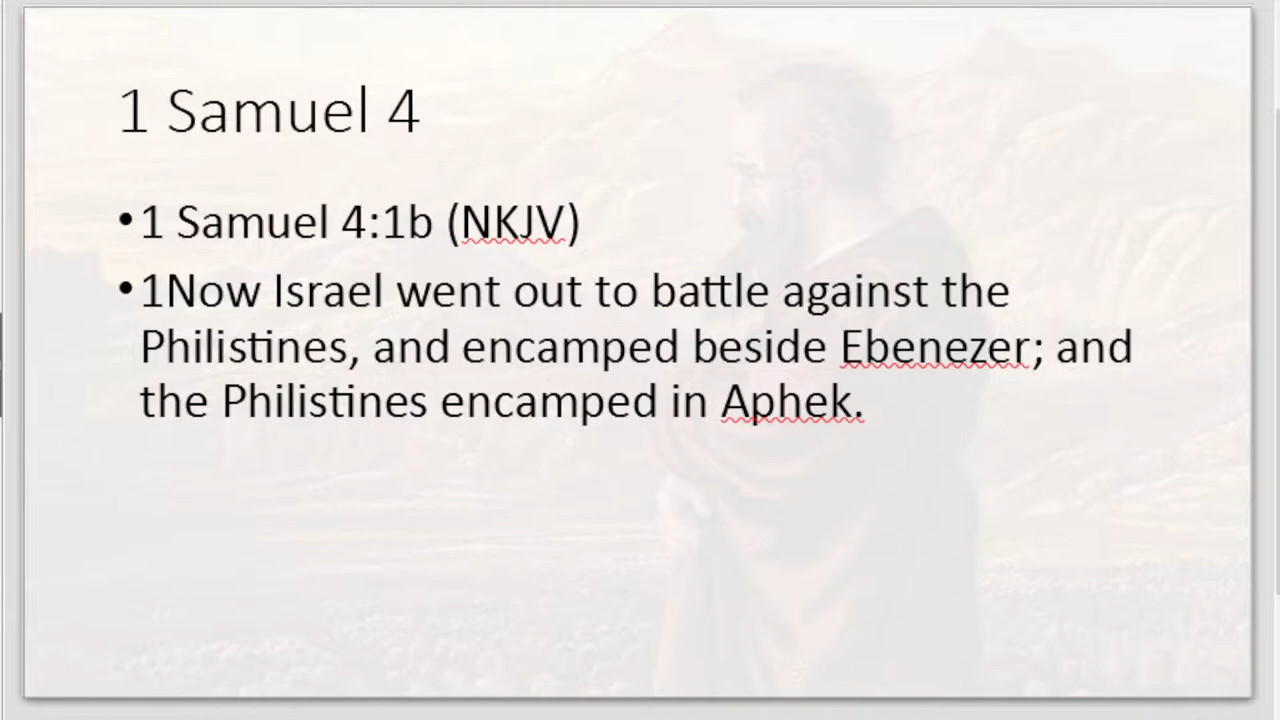 1 Samuel 4
•1 Samuel 4:1b (NKJV)
•1Now Israel went out to battle against the
Philistines, and encamped beside Ebenezer; and
the Philistines encamped in Aphek.